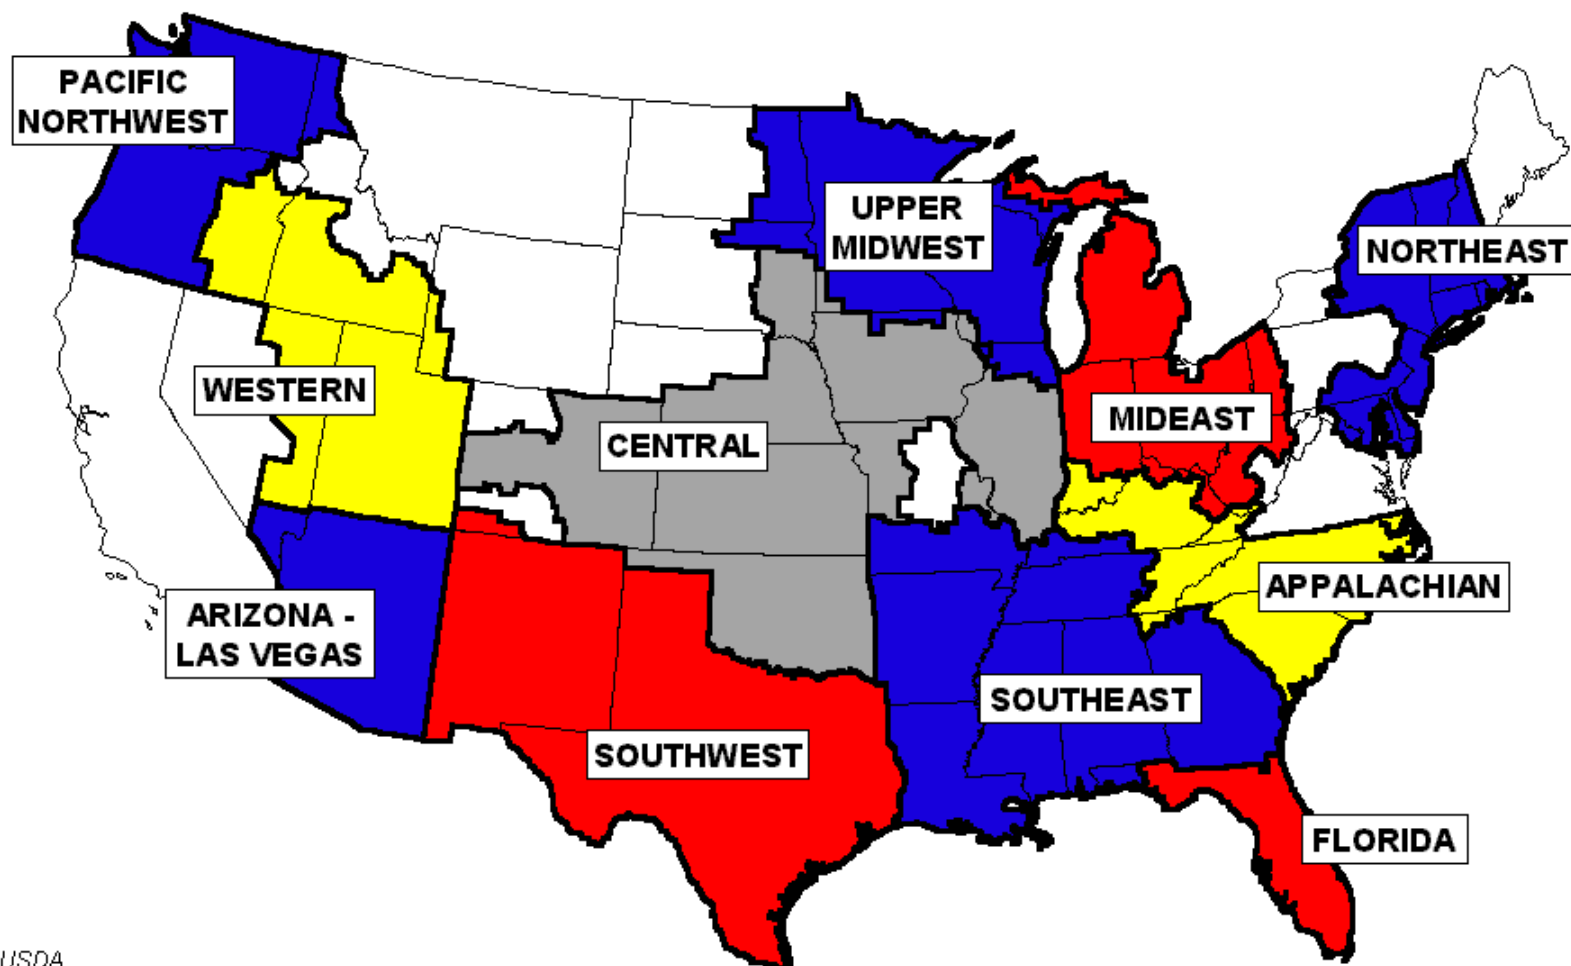 PACIFIC
NORTHWEST
UPPER
MIDWEST
NORTHEAST
WESTERN
CENTRAL
MIDEAST
APPALACHIAN
ARIZONA -
LAS VEGAS
SOUTHEAST
SOUTHWEST
FLORIDA
USDA